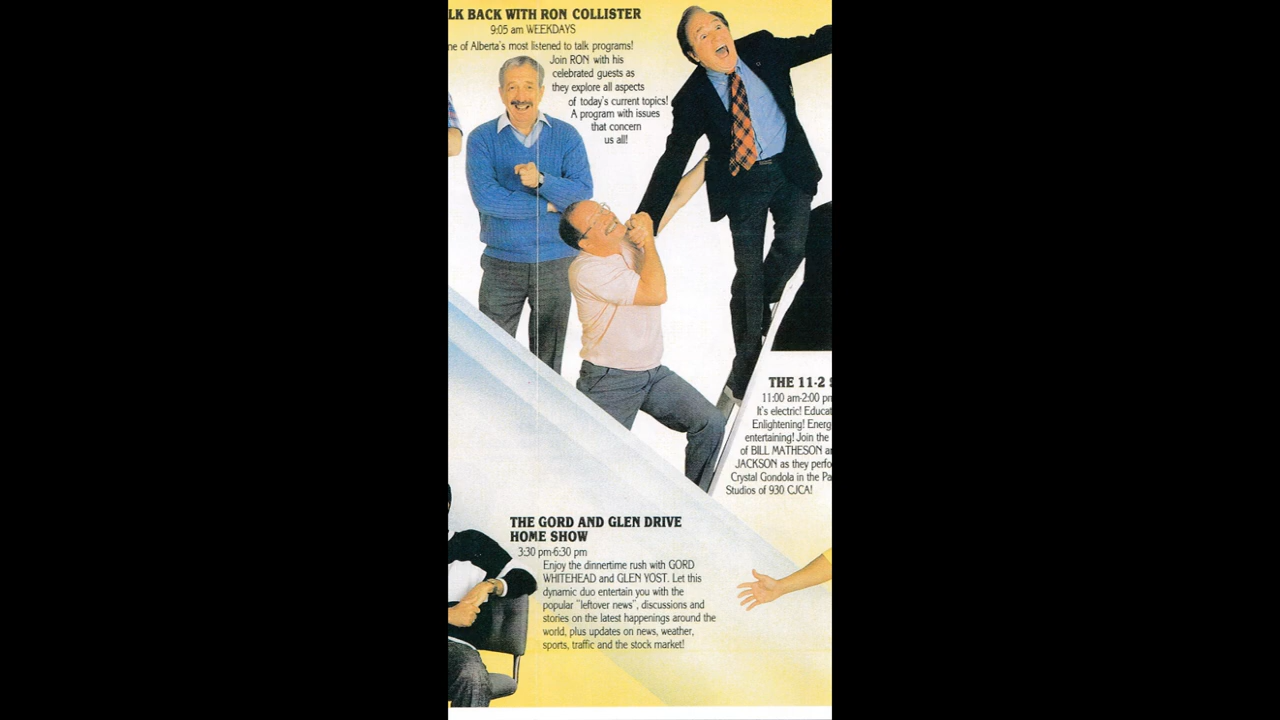 LK BACK WITH RON COLLISTER
9:05 am WEEKDAYS
ne of Alberta's most listened to talk programs!
Join RON with his
celebrated guests as
they explore all aspects
of today's current topics!
A program with issues
that concern
us all!
THE 11-2
11:00 am-2:00 pm
It's electric! Educat
Enlightening! Energ
entertaining! Join the
of BILL MATHESON a
JACKSON as they perfo
Crystal Gondola in the Pa
Studios of 930 CJCA!
THE GORD AND GLEN DRIVE
HOME SHOW
3:30 pm-6:30 pm
Enjoy the dinnertime rush with GORD
WHITEHEAD and GLEN YOST. Let this
dynamic duo entertain you with the
popular "leftover news", discussions and
stories on the latest happenings around the
world, plus updates on news, weather,
sports, traffic and the stock market!